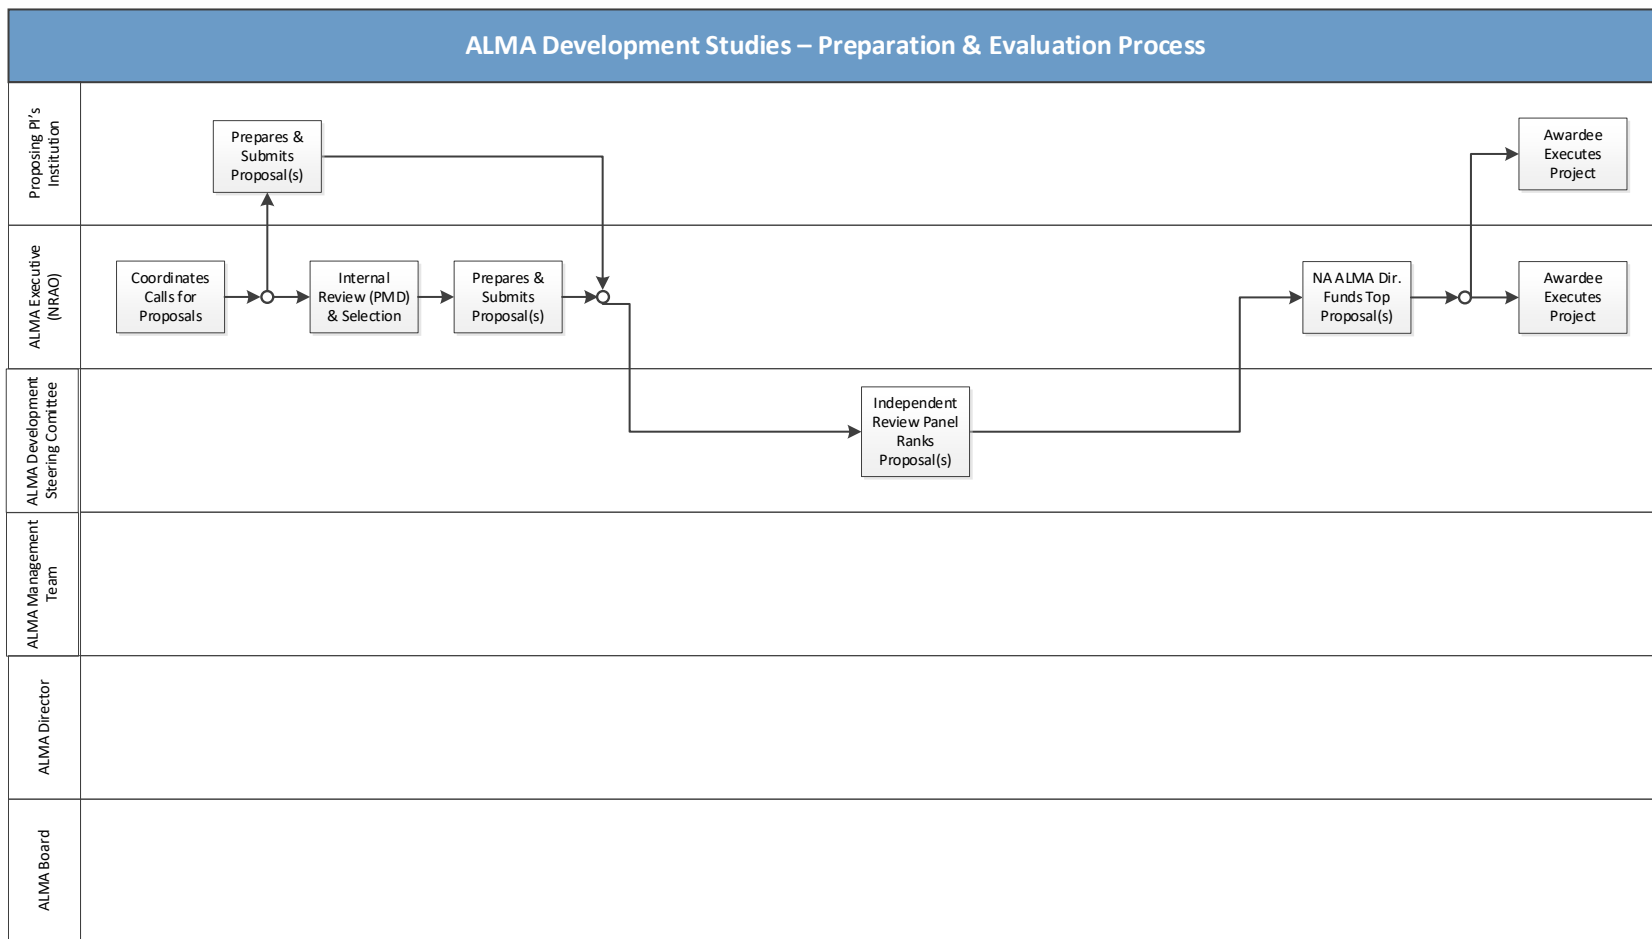 ALMA Development Studies – Preparation & Evaluation Process
Proposing PI's
Institution
Prepares &
Submits
Proposal(s)
Awardee
Executes
Project
ALMA Executive
(NRAO)
Coordinates
Calls for
Proposals
Internal
Review (PMD)
& Selection
Prepares &
Submits
Proposal(s)
NA ALMA Dir.
Funds Top
Proposal(s)
Awardee
Executes
Project
ALMA Development
Steering Comittee
Independent
Review Panel
Ranks
Proposal(s)
ALMA Management
Team
ALMA Director
ALMA Board